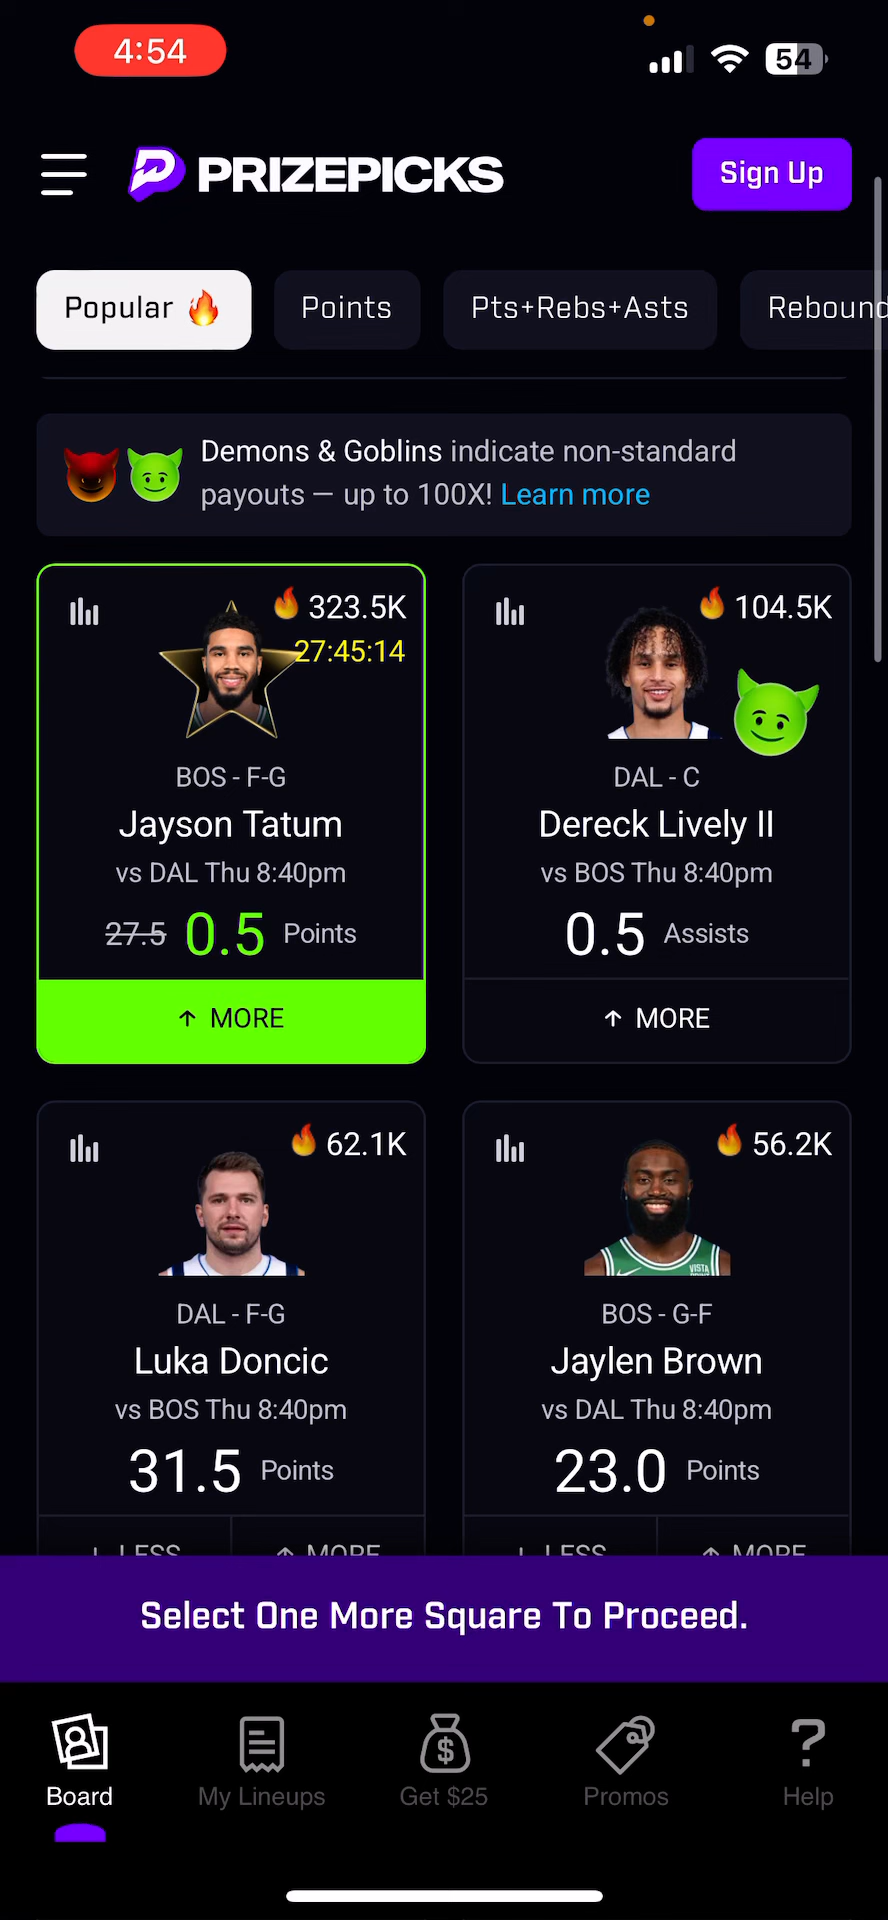 4:54
54
PRIZEPICKS
Sign Up
Popular
Points
Pts+Rebs+Asts
Rebound
Demons & Goblins indicate non-standard
payouts — up to 100X! Learn more
323.5K
27:45:14
BOS - F-G
Jayson Tatum
vs DAL Thu 8:40pm
27.5 0.5 Points
↑ MORE
104.5K
DAL - C
Dereck Lively II
vs BOS Thu 8:40pm
0.5 Assists
↑ MORE
62.1K
DAL - F-G
Luka Doncic
vs BOS Thu 8:40pm
31.5 Points
↓ LESS
↑ MORE
56.2K
VISTA
BOS - G-F
Jaylen Brown
vs DAL Thu 8:40pm
23.0 Points
↓ LESS
↑ MORE
Select One More Square To Proceed.
Board
My Lineups
Get $25
Promos
Help